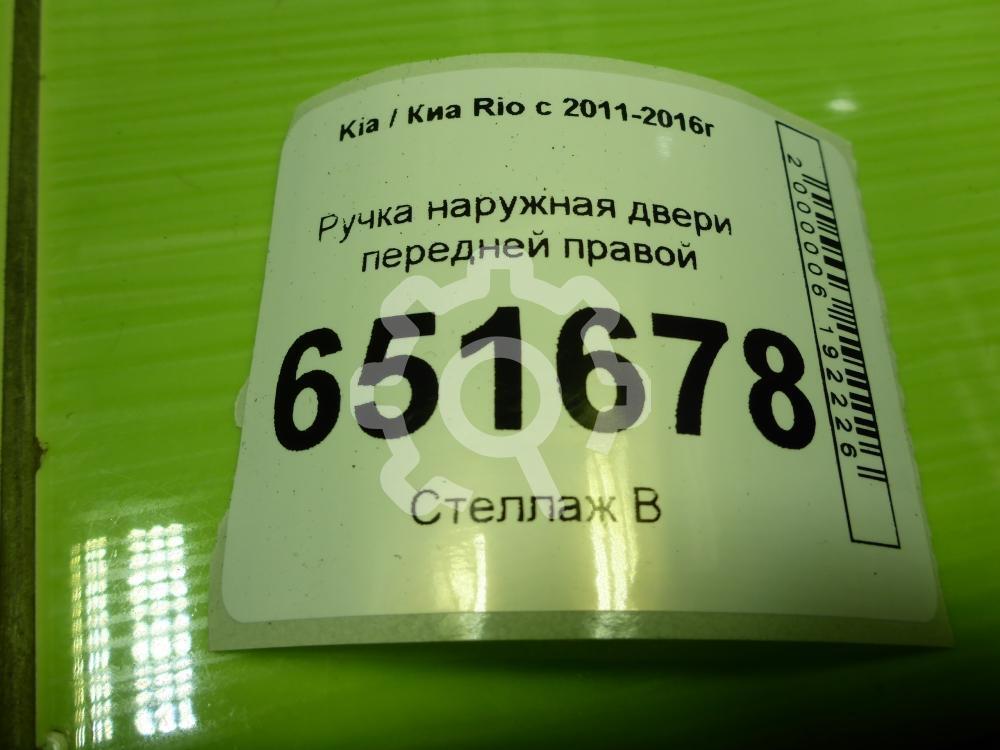 Kia / Киа Rio с 2011-2016г
Ручка наружная двери
передней правой
651678
Стеллаж В
2000006192226